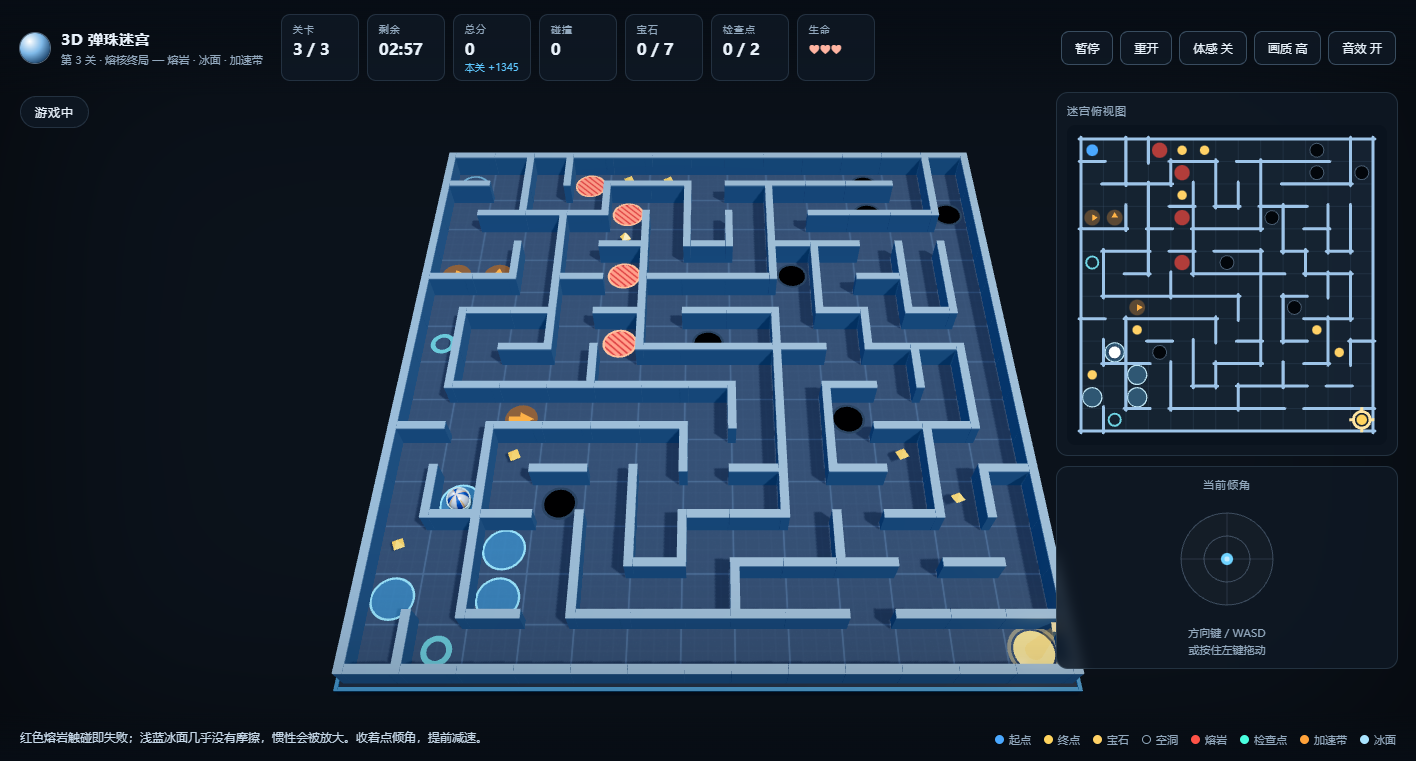 3D 弹珠迷宫
第 3 关 · 熔核终局 — 熔岩 · 冰面 · 加速带
关卡
3 / 3
剩余
02:57
总分
0
本关 +1345
碰撞
0
宝石
0 / 7
检查点
0 / 2
生命
♥♥♥
暂停
重开
体感 关
画质 高
音效 开
游戏中
迷宫俯视图
当前倾角
方向键 / WASD
或按住左键拖动
红色熔岩触碰即失败；浅蓝冰面几乎没有摩擦，惯性会被放大。收着点倾角，提前减速。
起点
终点
宝石
空洞
熔岩
检查点
加速带
冰面